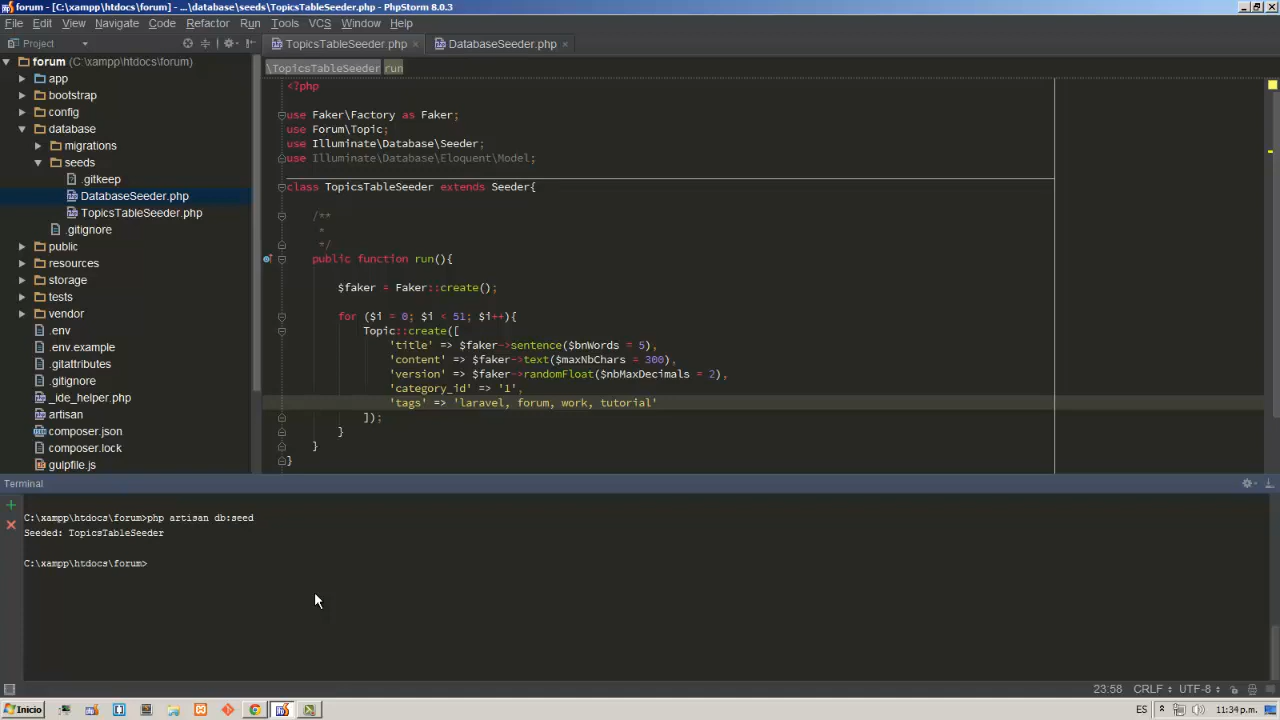 forum - [C:\xampp\htdocs\forum] - ...\database\seeds\TopicsTableSeeder.php - PhpStorm 8.0.3
File Edit View Navigate Code Refactor Run Tools VCS Window Help
Project
TopicsTableSeeder.php
DatabaseSeeder.php
forum (C:\xampp\htdocs\forum)
app
bootstrap
config
database
migrations
seeds
.gitkeep
DatabaseSeeder.php
TopicsTableSeeder.php
.gitignore
public
resources
storage
tests
vendor
.env
.env.example
.gitattributes
.gitignore
_ide_helper.php
artisan
composer.json
composer.lock
gulpfile.js
\TopicsTableSeeder run
<?php
use Faker\Factory as Faker;
use Forum\Topic;
use Illuminate\Database\Seeder;
use Illuminate\Database\Eloquent\Model;
class TopicsTableSeeder extends Seeder{
/**
*
*/
public function run(){
$faker = Faker::create();
for ($i = 0; $i < 51; $i++){
Topic::create([
'title' => $faker->sentence($bnWords = 5),
'content' => $faker->text($maxNbChars = 300),
'version' => $faker->randomFloat($nbMaxDecimals = 2),
'category_id' => '1',
'tags' => 'laravel, forum, work, tutorial'
]);
}
}
}
Terminal
C:\xampp\htdocs\forum>php artisan db:seed
Seeded: TopicsTableSeeder
C:\xampp\htdocs\forum>
23:58 CRLF UTF-8
Inicio
ES 11:34 p.m.